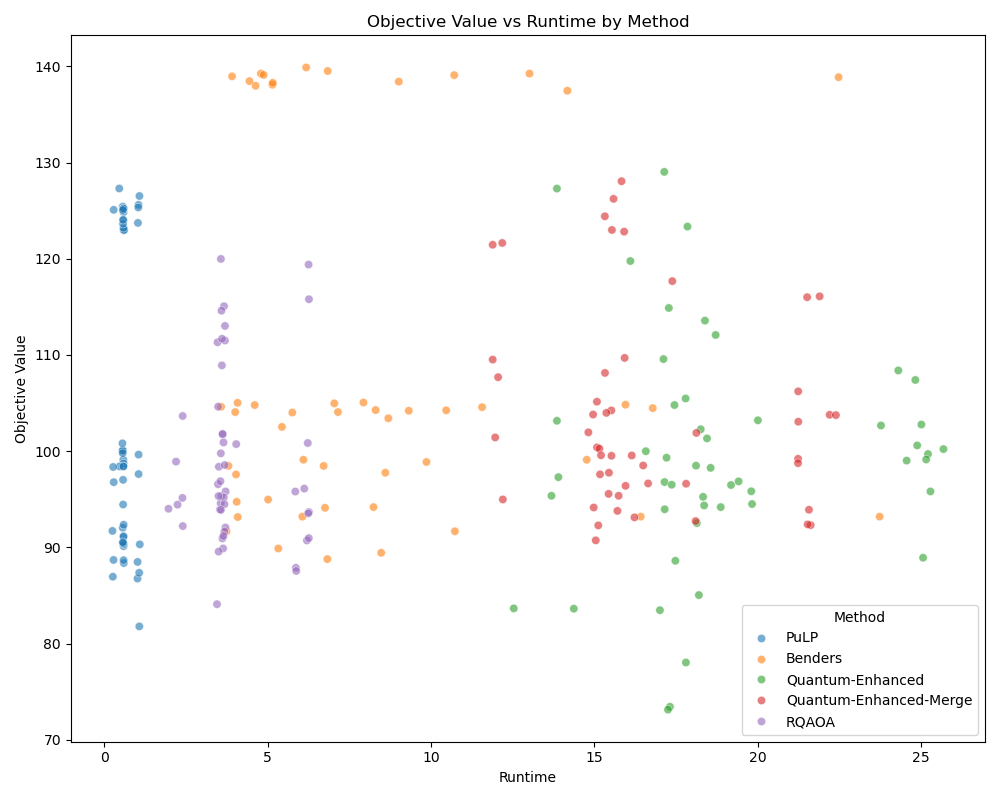 Objective Value vs Runtime by Method
Objective Value
140
130
120
110
100
90
80
70
0 5 10 15 20 25
Runtime
Method
PuLP
Benders
Quantum-Enhanced
Quantum-Enhanced-Merge
RQAOA